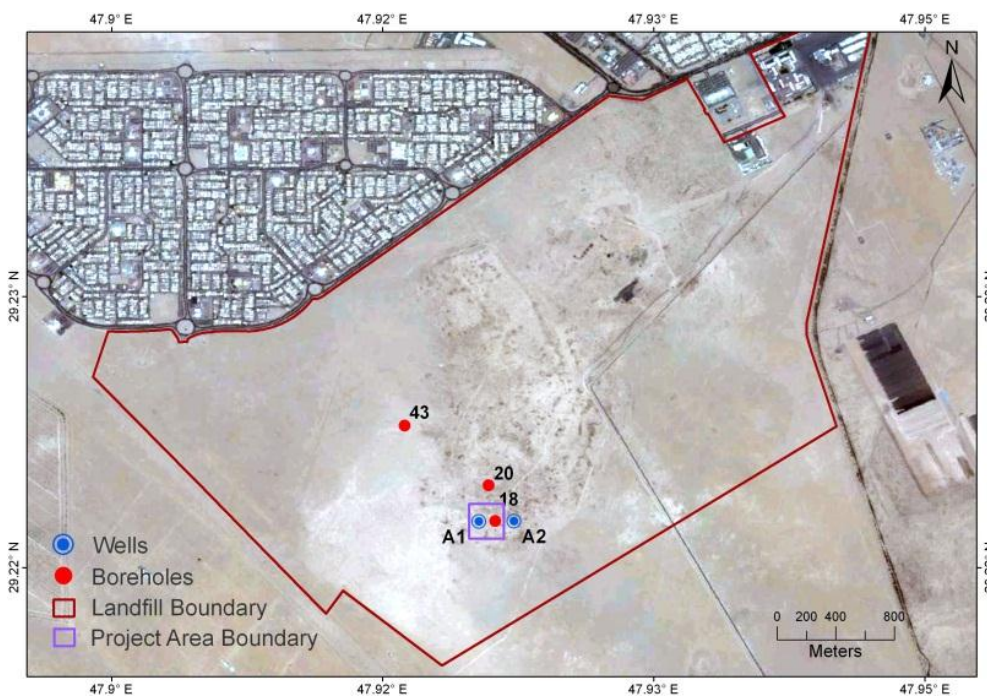 47.9° E 47.92° E 47.93° E 47.95° E
N
29.23° N
43
20
18
A1 A2
29.22° N
Wells
Boreholes
Landfill Boundary
Project Area Boundary
0 200 400 800
Meters
47.9° E 47.92° E 47.93° E 47.95° E